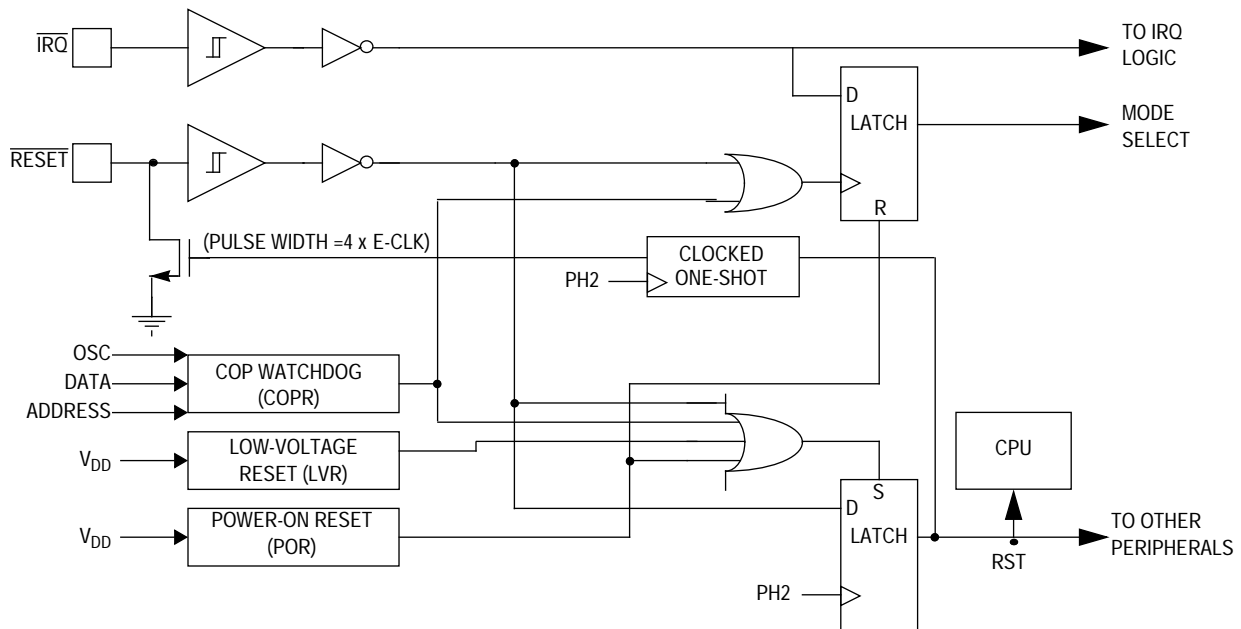 IRQ
TO IRQ
LOGIC
D
LATCH
MODE
SELECT
RESET
R
(PULSE WIDTH =4 x E-CLK)
CLOCKED
ONE-SHOT
PH2
OSC
DATA
ADDRESS
COP WATCHDOG
(COPR)
VDD
LOW-VOLTAGE
RESET (LVR)
CPU
S
D
LATCH
VDD
POWER-ON RESET
(POR)
TO OTHER
PERIPHERALS
RST
PH2